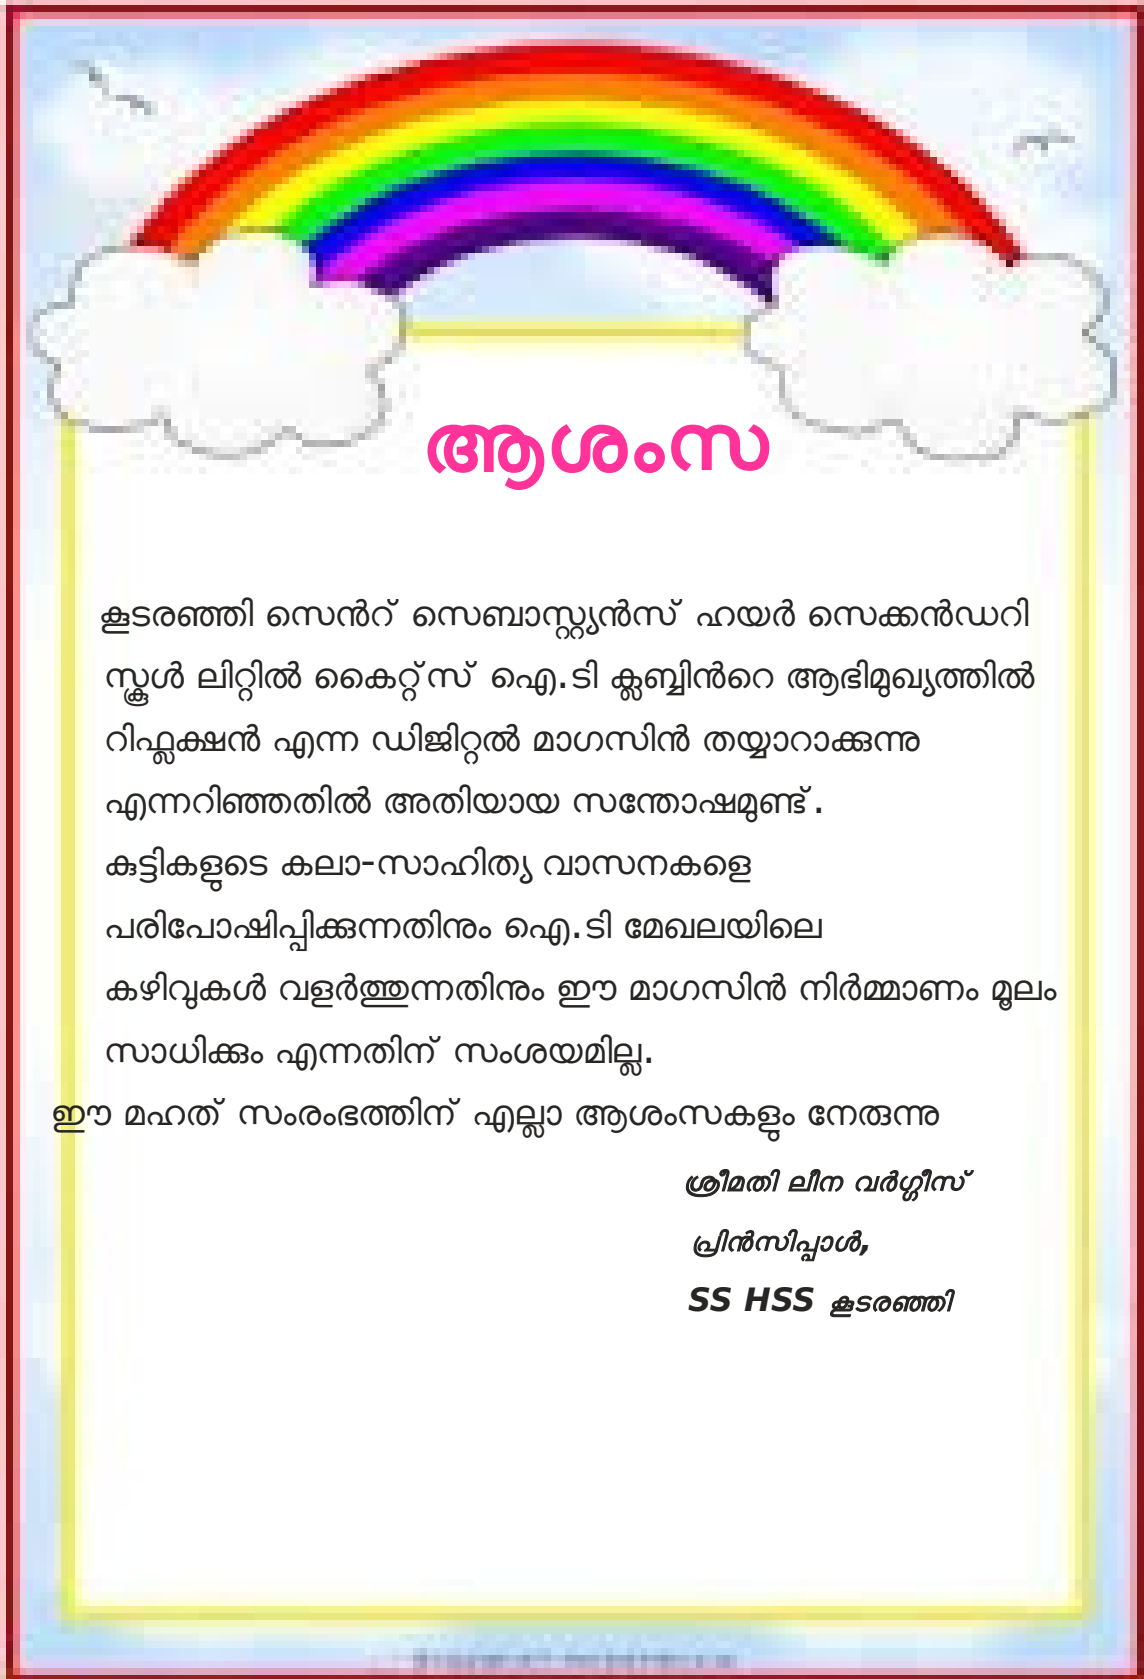 ആശംസ
കൂടരഞ്ഞി സെൻറ് സെബാസ്റ്റ്യൻസ് ഹയർ സെക്കൻഡറി
സ്കൂൾ ലിറ്റിൽ കൈറ്റ്സ് ഐ.ടി ക്ലബ്ബിൻറെ ആഭിമുഖ്യത്തിൽ
റിഫ്ലക്ഷൻ എന്ന ഡിജിറ്റൽ മാഗസിൻ തയ്യാറാക്കുന്നു
എന്നറിഞ്ഞതിൽ അതിയായ സന്തോഷമുണ്ട്.
കുട്ടികളുടെ കലാ-സാഹിത്യ വാസനകളെ
പരിപോഷിപ്പിക്കുന്നതിനും ഐ.ടി മേഖലയിലെ
കഴിവുകൾ വളർത്തുന്നതിനും ഈ മാഗസിൻ നിർമ്മാണം മൂലം
സാധിക്കും എന്നതിന് സംശയമില്ല.
ഈ മഹത് സംരംഭത്തിന് എല്ലാ ആശംസകളും നേരുന്നു
ശ്രീമതി ലീന വർഗ്ഗീസ്
പ്രിൻസിപ്പാൾ,
SS HSS കൂടരഞ്ഞി